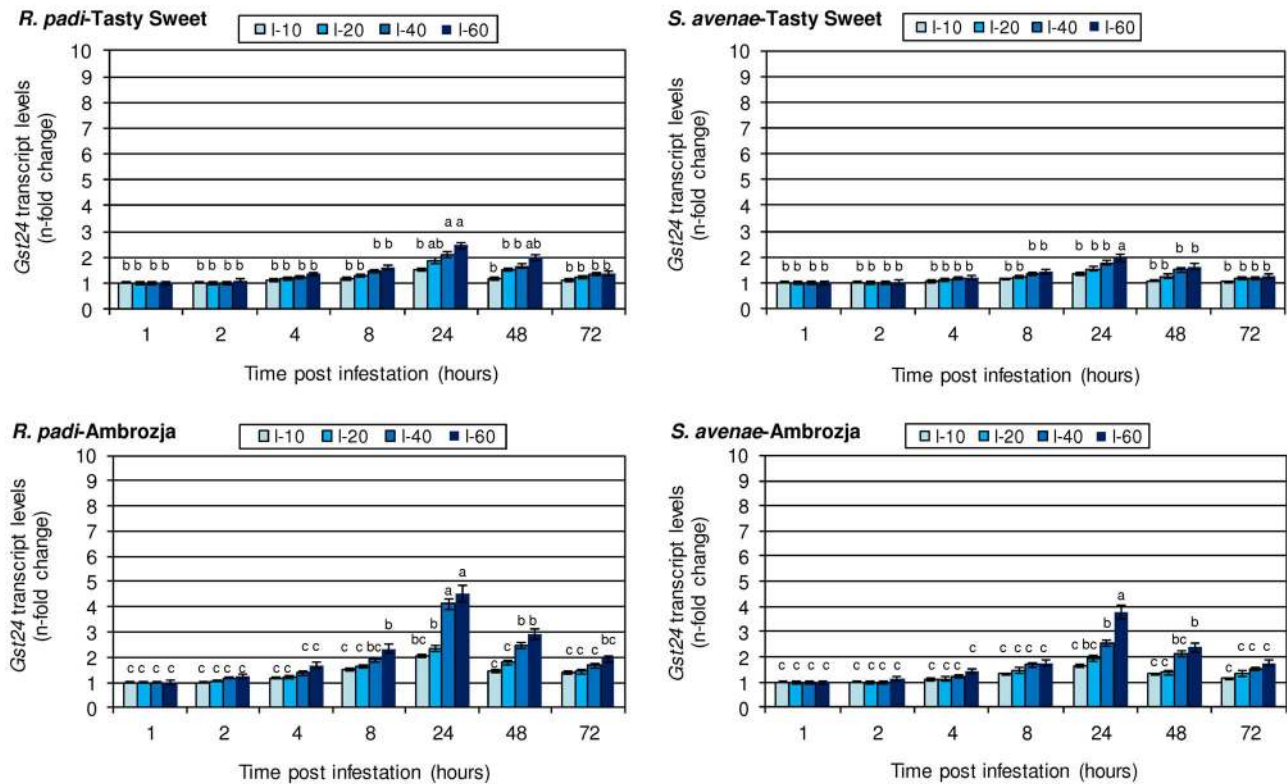 R. padi-Tasty Sweet
I-10 I-20 I-40 I-60
Gst24 transcript levels
(n-fold change)
10
9
8
7
6
5
4
3
2
1
0
b b b b b b b b b b b b b b b ab a a b b b ab b b b b
1 2 4 8 24 48 72
Time post infestation (hours)
S. avenae-Tasty Sweet
I-10 I-20 I-40 I-60
Gst24 transcript levels
(n-fold change)
10
9
8
7
6
5
4
3
2
1
0
b b b b b b b b b b b b b b b b b b b b a b b b b b b b b
1 2 4 8 24 48 72
Time post infestation (hours)
R. padi-Ambrozja
I-10 I-20 I-40 I-60
Gst24 transcript levels
(n-fold change)
10
9
8
7
6
5
4
3
2
1
0
c c c c c c c c c c c c c c bc b bc b a a c c b b c c c bc
1 2 4 8 24 48 72
Time post infestation (hours)
S. avenae-Ambrozja
I-10 I-20 I-40 I-60
Gst24 transcript levels
(n-fold change)
10
9
8
7
6
5
4
3
2
1
0
c c c c c c c c c c c c c c c c c bc b a c c bc b c c c c
1 2 4 8 24 48 72
Time post infestation (hours)